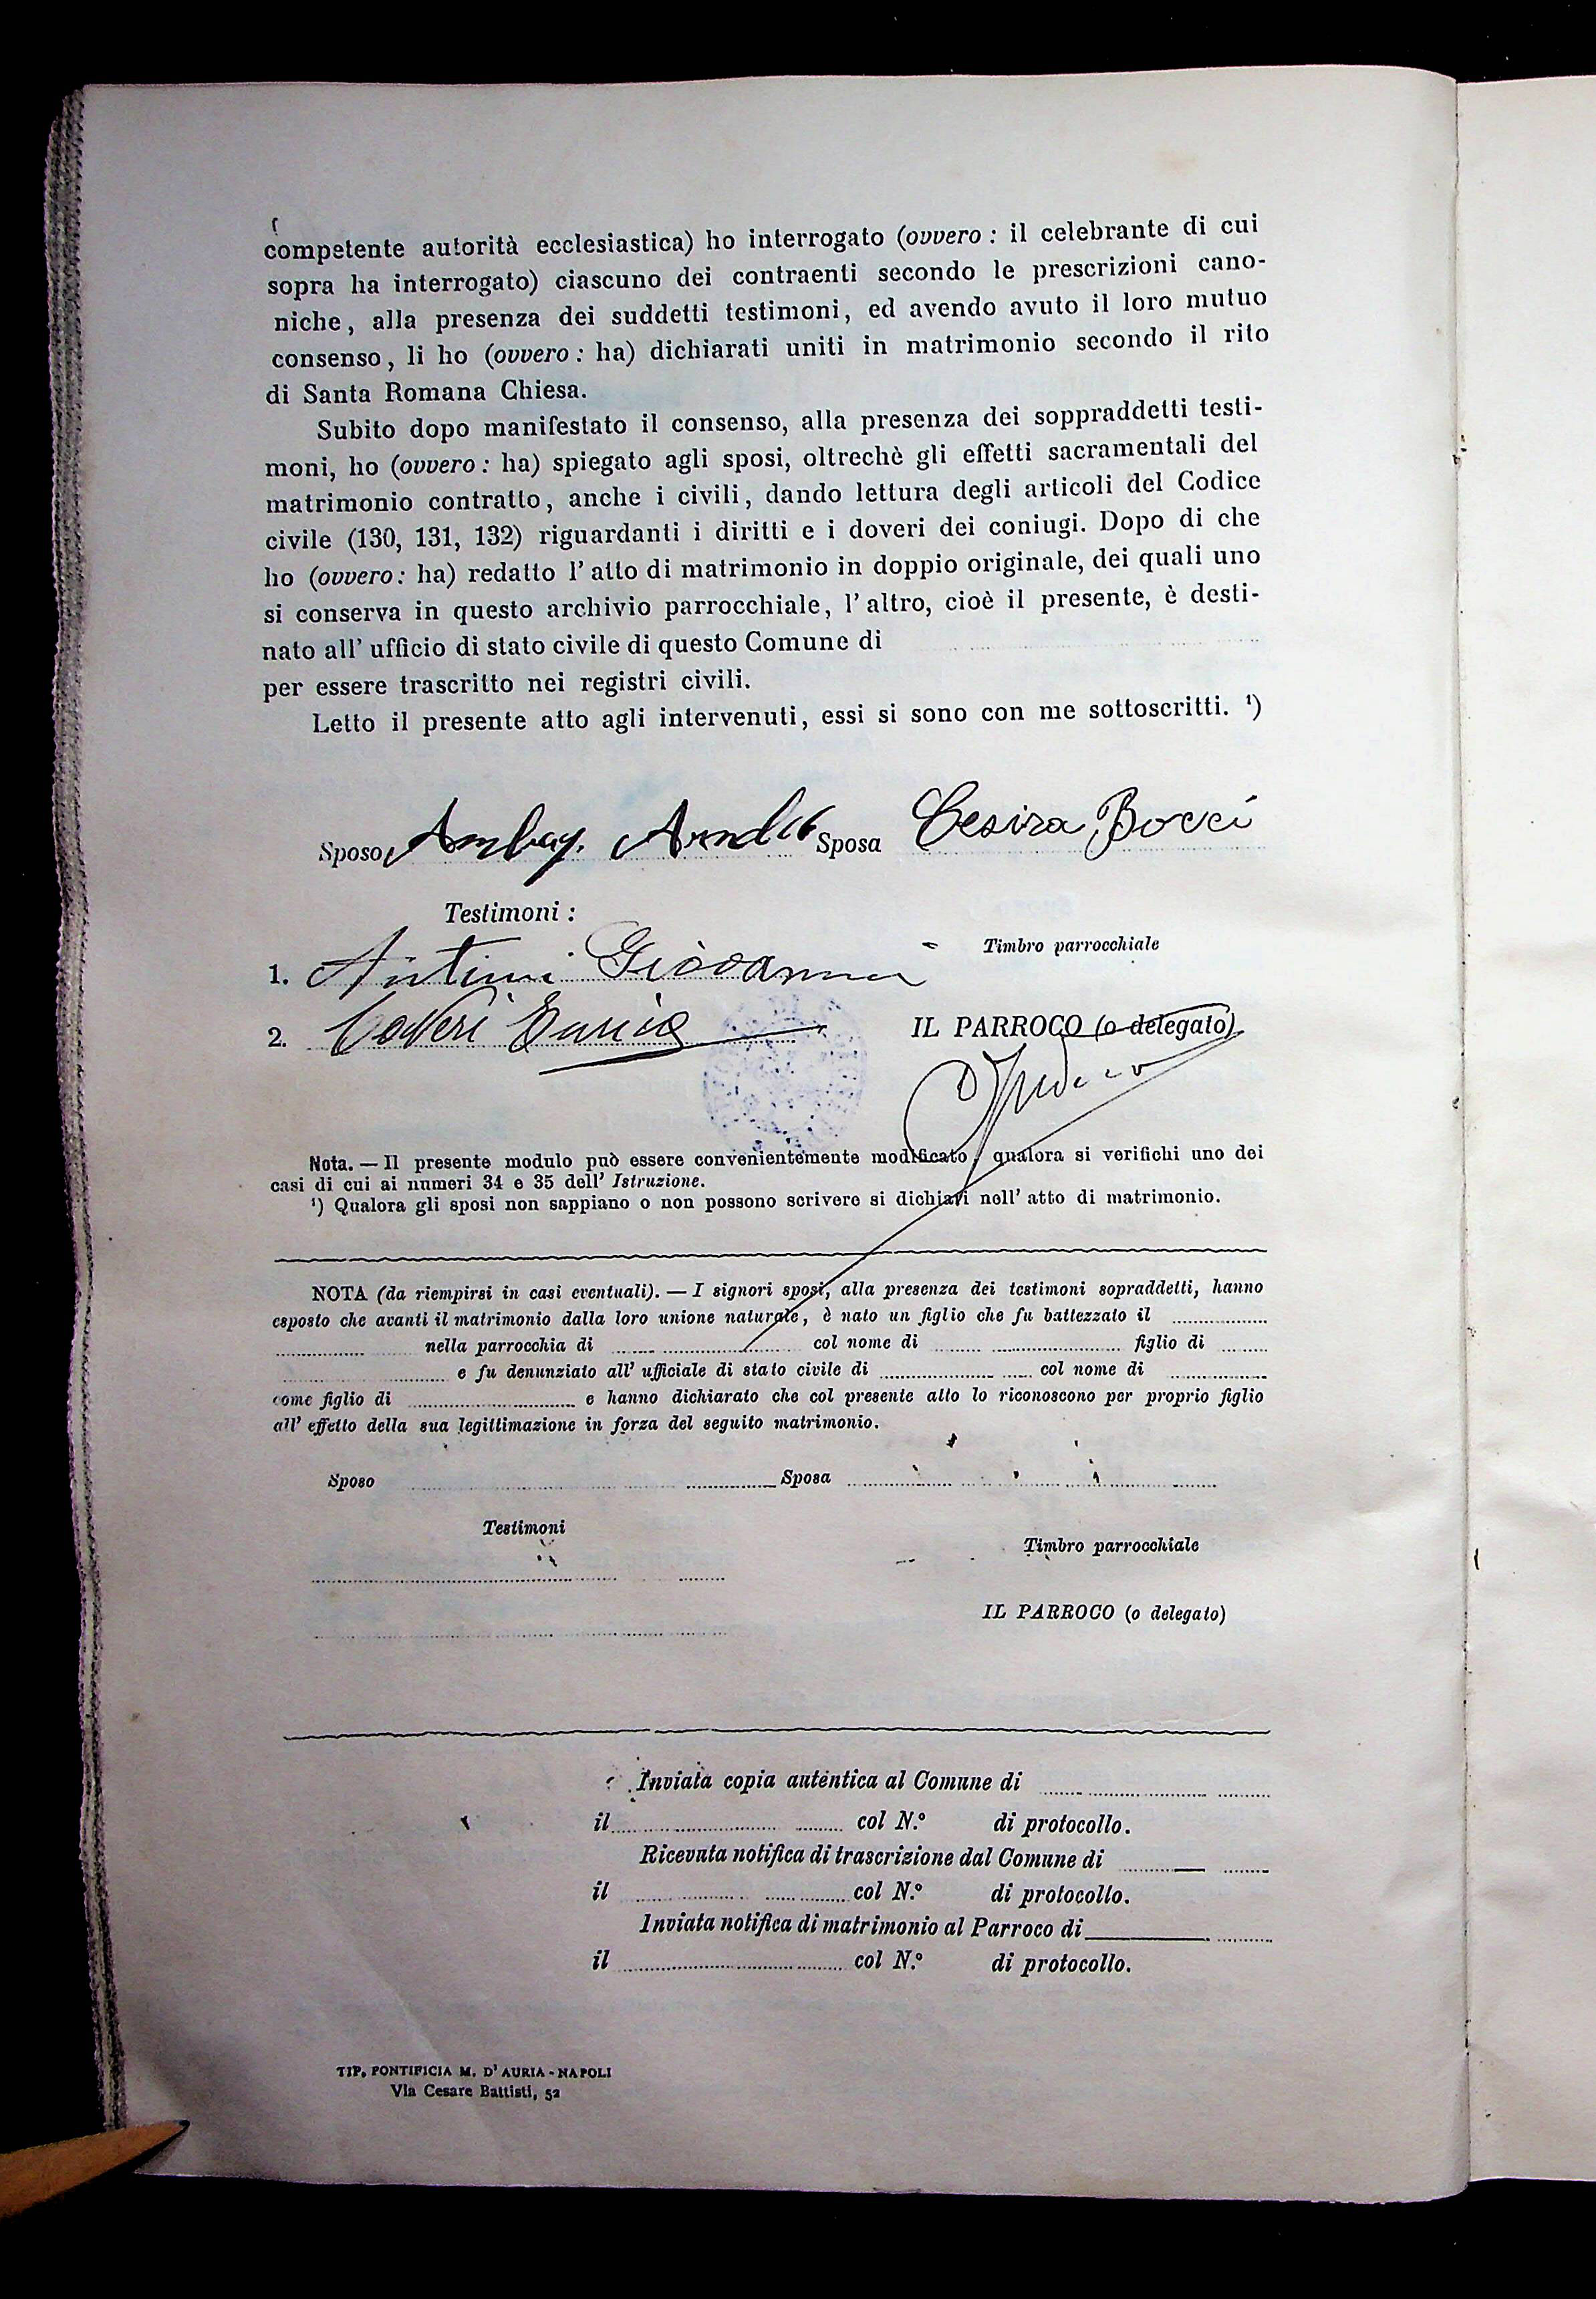 competente autorità ecclesiastica) ho interrogato (ovvero : il celebrante di cui
sopra ha interrogato) ciascuno dei contraenti secondo le prescrizioni cano-
niche, alla presenza dei suddetti testimoni, ed avendo avuto il loro mutuo
consenso, li ho (ovvero : ha) dichiarati uniti in matrimonio secondo il rito
di Santa Romana Chiesa.
Subito dopo manifestato il consenso, alla presenza dei soppraddetti testi-
moni, ho (ovvero : ha) spiegato agli sposi, oltrechè gli effetti sacramentali del
matrimonio contratto, anche i civili, dando lettura degli articoli del Codice
civile (130, 131, 132) riguardanti i diritti e i doveri dei coniugi. Dopo di che
ho (ovvero : ha) redatto l' atto di matrimonio in doppio originale, dei quali uno
si conserva in questo archivio parrocchiale, l' altro, cioè il presente, è desti-
nato all' ufficio di stato civile di questo Comune di
per essere trascritto nei registri civili.
Letto il presente atto agli intervenuti, essi si sono con me sottoscritti. ¹)
Sposo Sposa Cesira Bocci
Testimoni :
Timbro parrocchiale
1. Antimi Giovanni
2.
IL PARROCO (o delegato)
Nota. — Il presente modulo può essere convenientemente modificato, qualora si verifichi uno dei
casi di cui ai numeri 34 e 35 dell' Istruzione.
¹) Qualora gli sposi non sappiano o non possono scrivere si dichiari nell' atto di matrimonio.
NOTA (da riempirsi in casi eventuali). — I signori sposi, alla presenza dei testimoni sopraddetti, hanno
esposto che avanti il matrimonio dalla loro unione naturale, è nato un figlio che fu battezzato il
nella parrocchia di col nome di figlio di
e fu denunziato all' ufficiale di stato civile di col nome di
come figlio di e hanno dichiarato che col presente atto lo riconoscono per proprio figlio
all' effetto della sua legittimazione in forza del seguito matrimonio.
Sposo Sposa
Testimoni
Timbro parrocchiale
IL PARROCO (o delegato)
Inviata copia autentica al Comune di
il col N.º di protocollo.
Ricevuta notifica di trascrizione dal Comune di
il col N.º di protocollo.
Inviata notifica di matrimonio al Parroco di
il col N.º di protocollo.
TIP. PONTIFICIA M. D' AURIA - NAPOLI
Via Cesare Battisti, 52